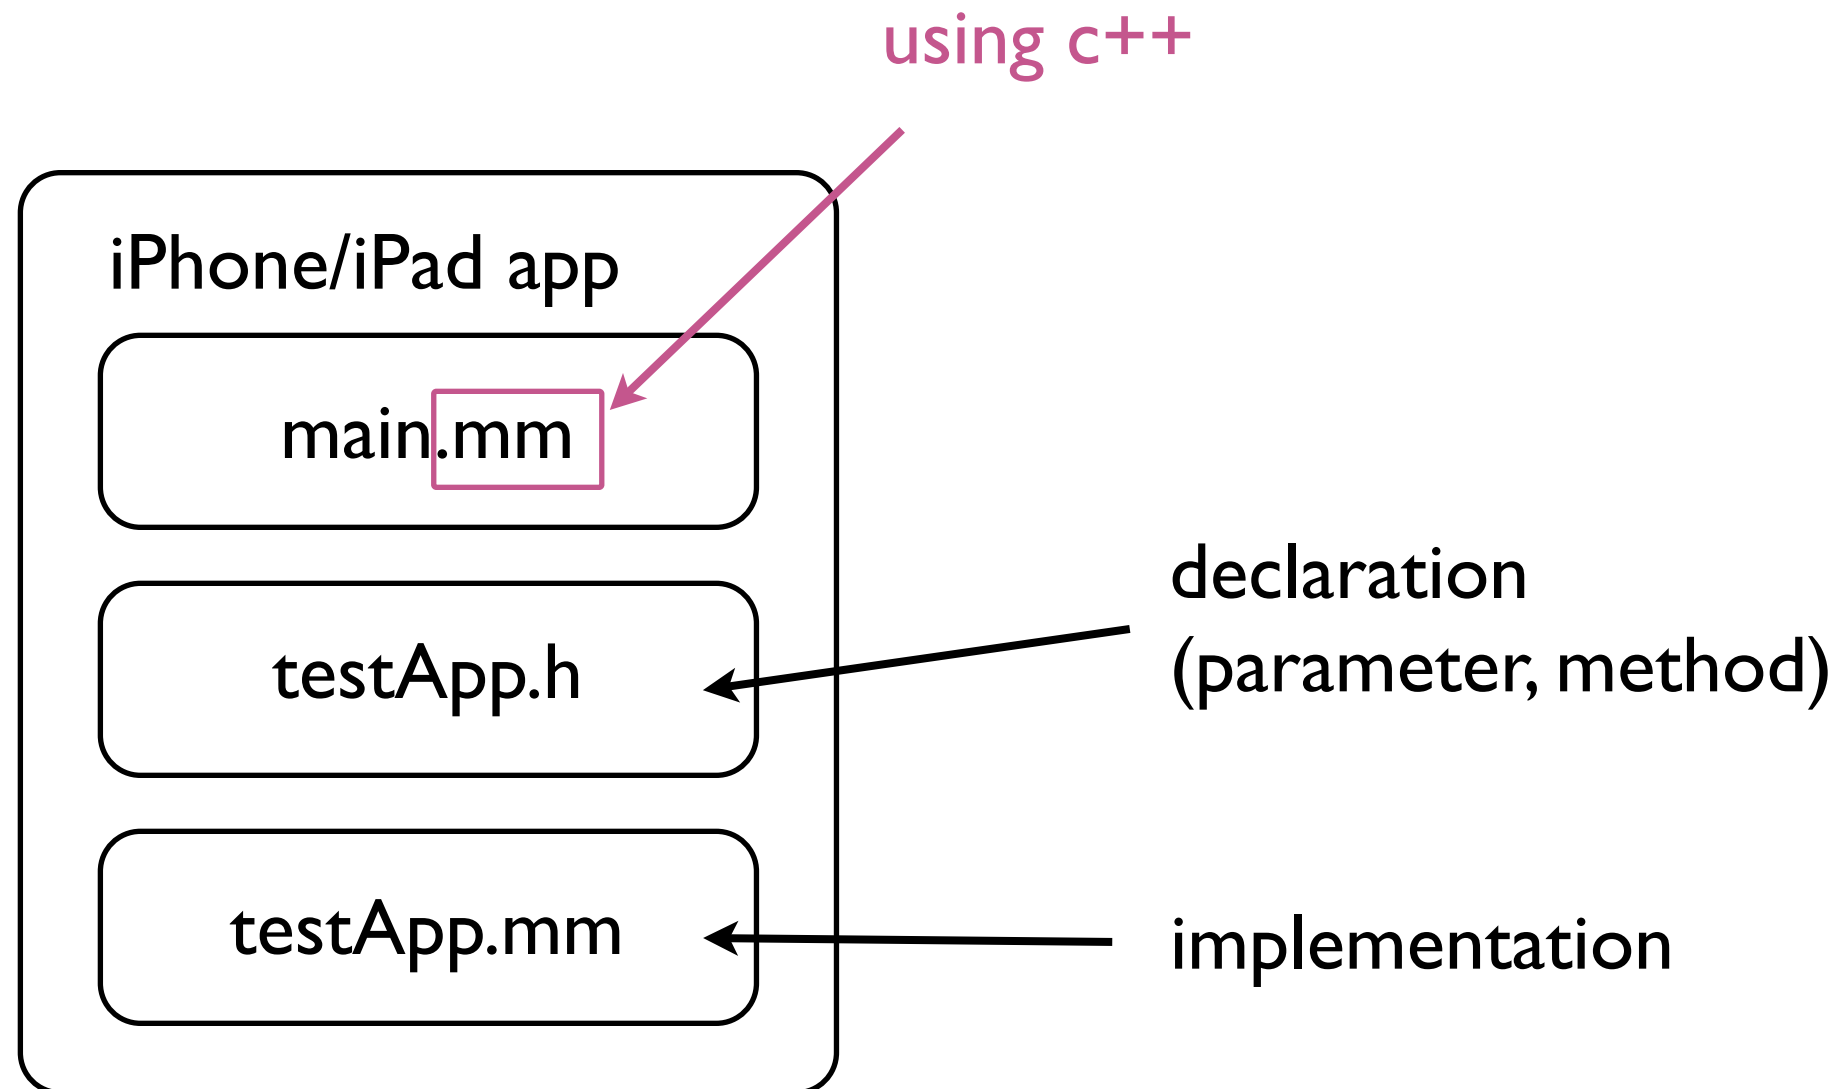 using c++
iPhone/iPad app
main.mm
testApp.h
declaration
(parameter, method)
testApp.mm
implementation